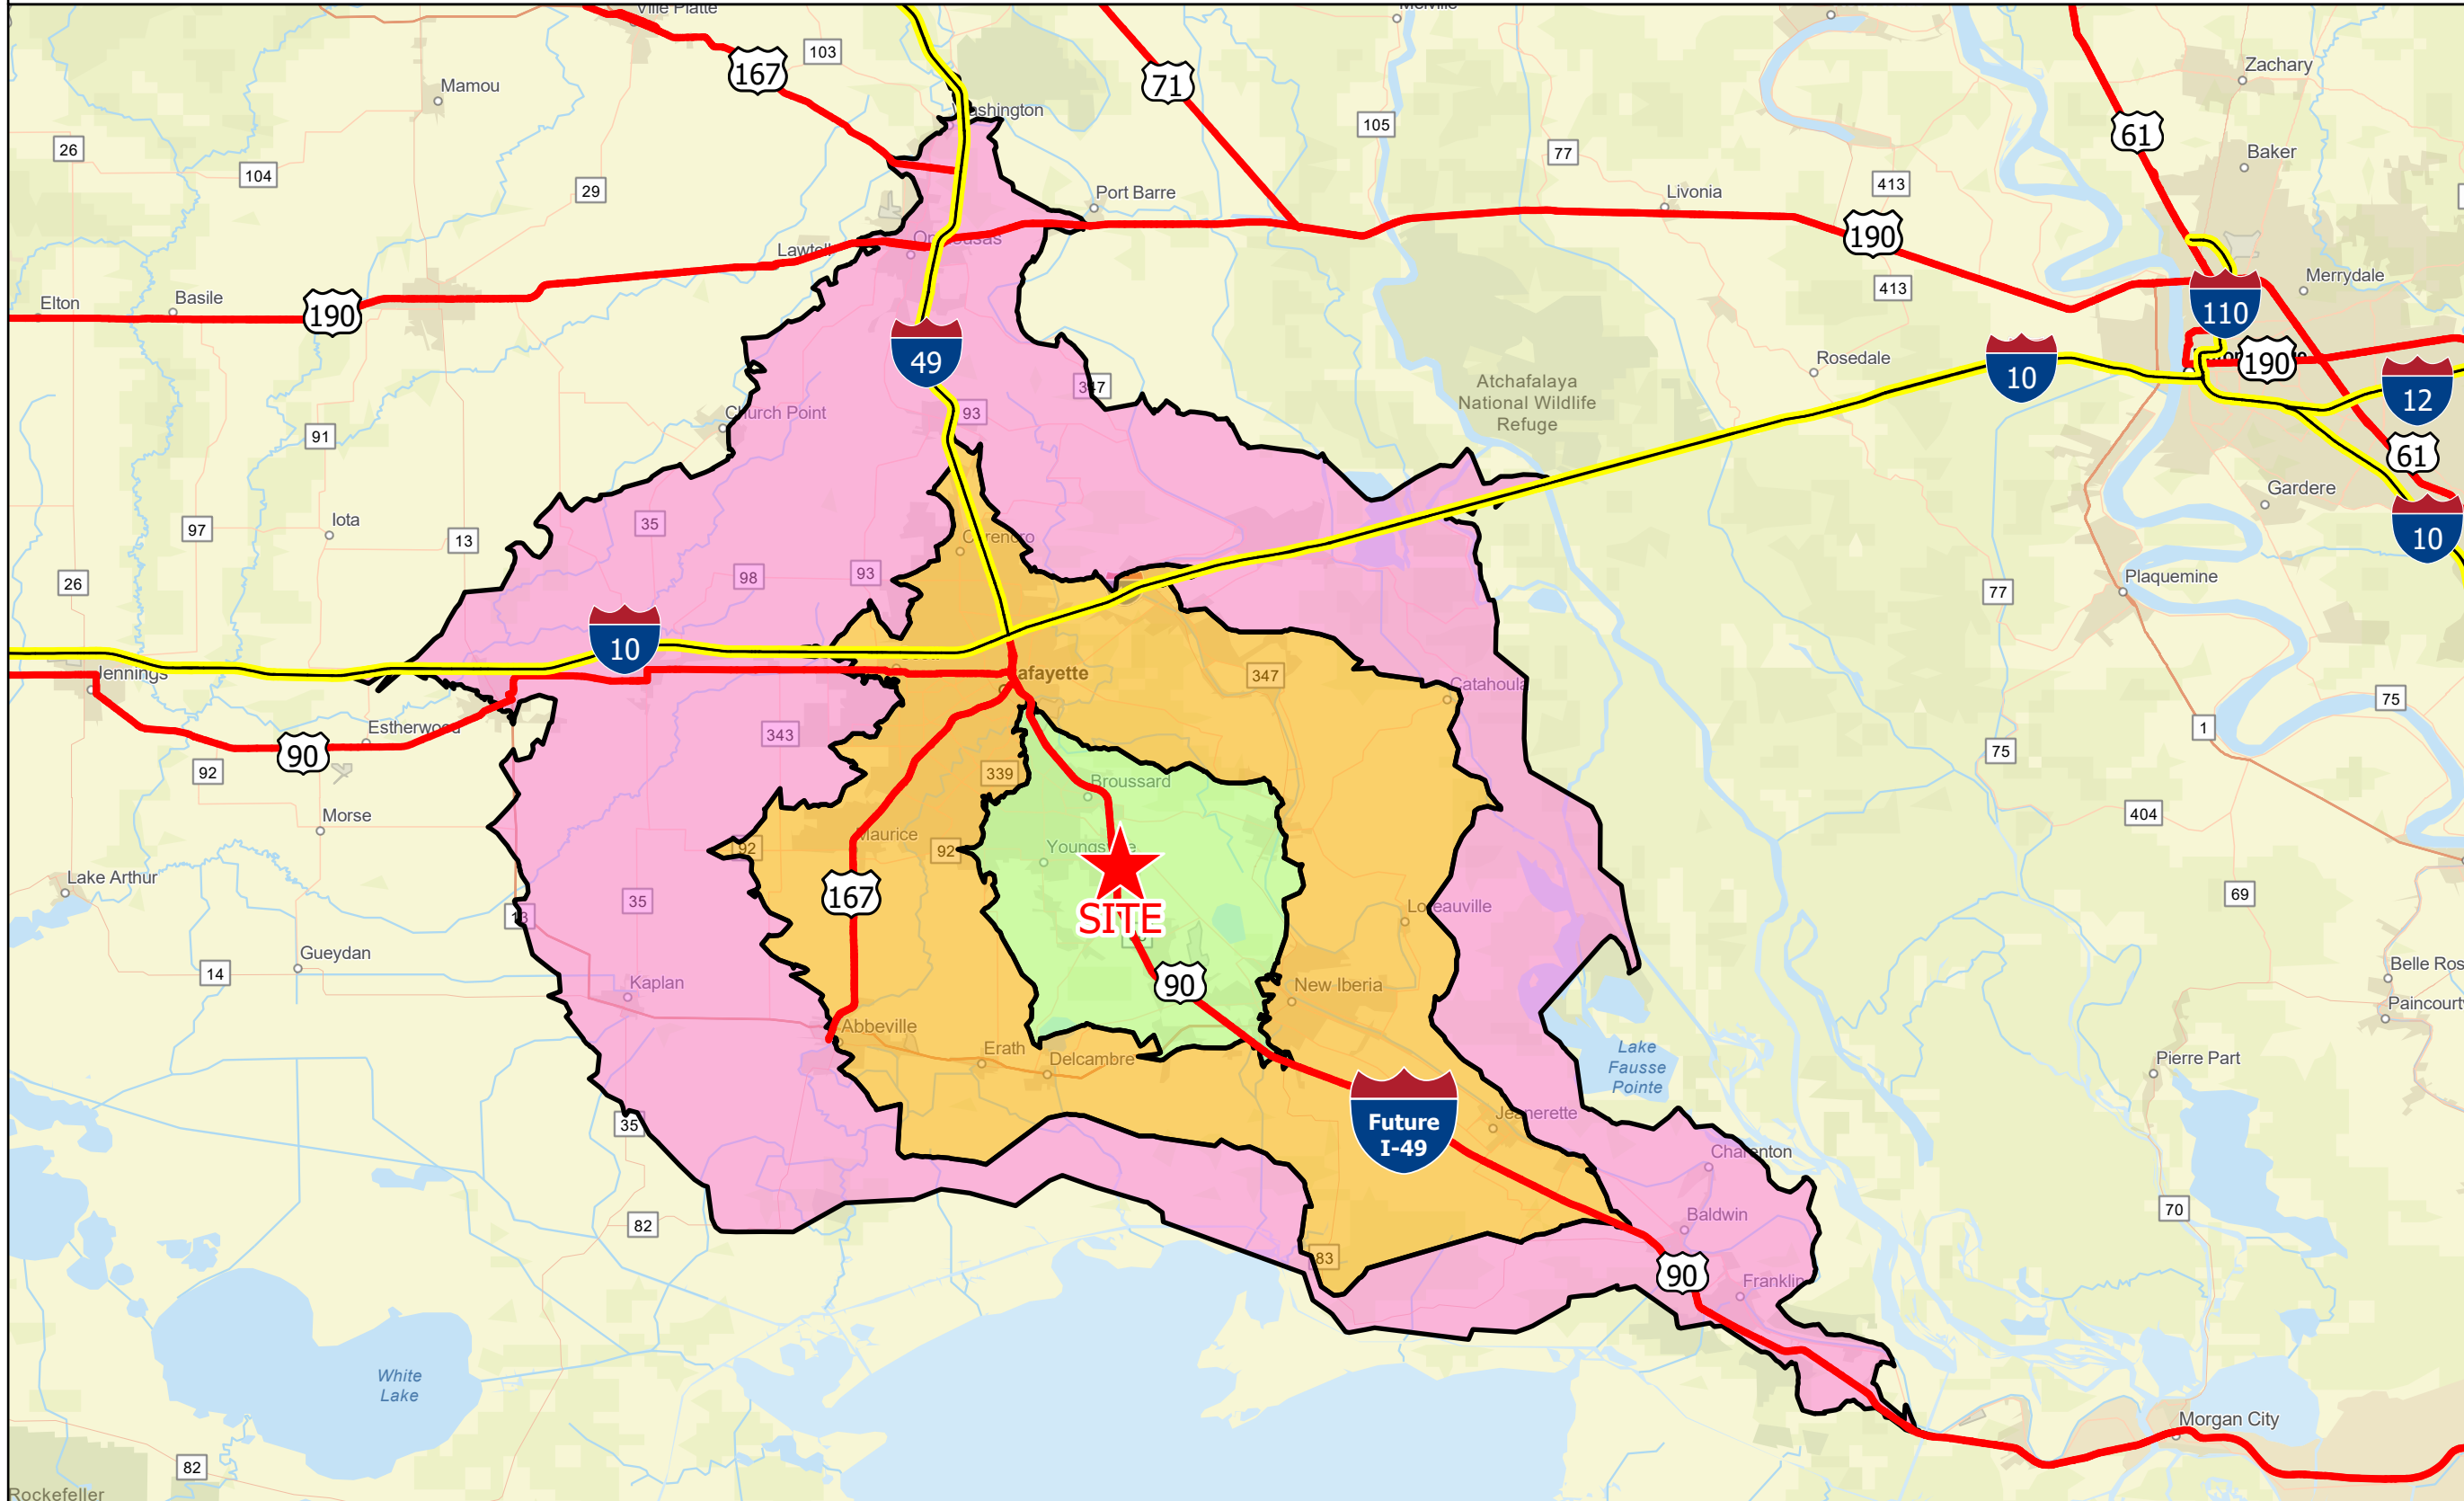 Ville Platte
167
103
71
Mamou
Zachary
61
Baker
105
77
413
26
104
29
Port Barre
Livonia
190
Lawtell
413
Merrydale
Elton
Basile
190
110
49
190
10
12
Rosedale
347
Atchafalaya
National Wildlife
Refuge
Church Point
93
91
61
Gardere
97
Iota
13
35
10
26
98
93
Plaquemine
77
10
Jennings
347
Catahoula
75
1
75
Estherwood
90
343
92
339
Broussard
Morse
404
Maurice
92
92
Lake Arthur
167
35
SITE
69
13
Gueydan
14
Kaplan
90
New Iberia
Belle Ros
Paincourt
Abbeville
Erath
Delcambre
Lake
Fausse
Pointe
Pierre Part
Future
I-49
Jeanerette
35
Charenton
82
Baldwin
70
83
90
Franklin
White
Lake
Morgan City
82
Rockefeller